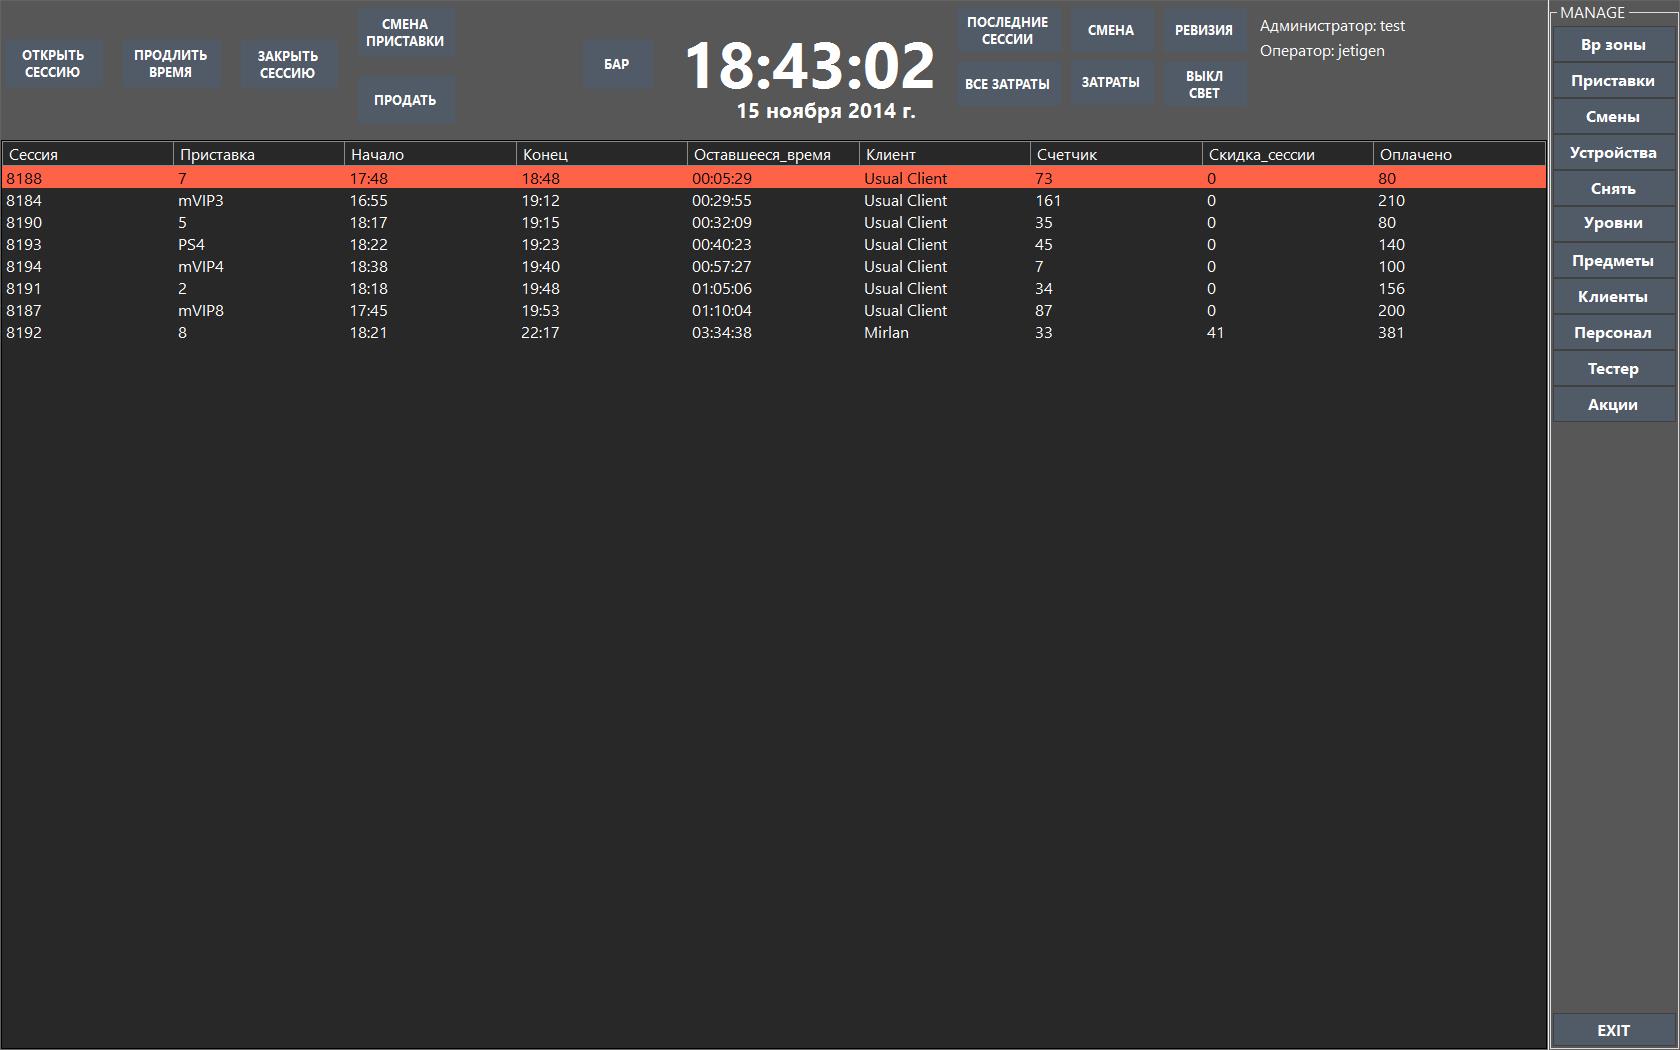 ОТКРЫТЬ
СЕССИЮ
ПРОДЛИТЬ
ВРЕМЯ
ЗАКРЫТЬ
СЕССИЮ
СМЕНА
ПРИСТАВКИ
ПРОДАТЬ
БАР
18:43:02
15 ноября 2014 г.
ПОСЛЕДНИЕ
СЕССИИ
СМЕНА
РЕВИЗИЯ
ВСЕ ЗАТРАТЫ
ЗАТРАТЫ
ВЫКЛ
СВЕТ
Администратор: test
Оператор: jetigen
Сессия Приставка Начало Конец Оставшееся_время Клиент Счетчик Скидка_сессии Оплачено
8188 7 17:48 18:48 00:05:29 Usual Client 73 0 80
8184 mVIP3 16:55 19:12 00:29:55 Usual Client 161 0 210
8190 5 18:17 19:15 00:32:09 Usual Client 35 0 80
8193 PS4 18:22 19:23 00:40:23 Usual Client 45 0 140
8194 mVIP4 18:38 19:40 00:57:27 Usual Client 7 0 100
8191 2 18:18 19:48 01:05:06 Usual Client 34 0 156
8187 mVIP8 17:45 19:53 01:10:04 Usual Client 87 0 200
8192 8 18:21 22:17 03:34:38 Mirlan 33 41 381
MANAGE
Вр зоны
Приставки
Смены
Устройства
Снять
Уровни
Предметы
Клиенты
Персонал
Тестер
Акции
EXIT